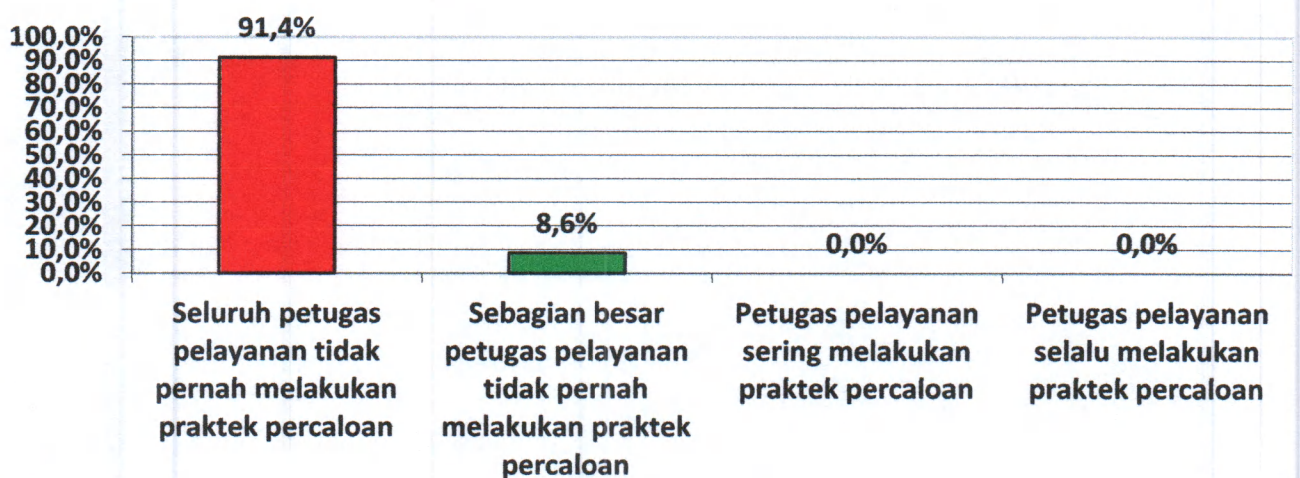 91,4%
100,0%
90,0%
80,0%
70,0%
60,0%
50,0%
40,0%
30,0%
20,0%
10,0%
0,0%
8,6%
0,0%
0,0%
Seluruh petugas
pelayanan tidak
pernah melakukan
praktek percaloan
Sebagian besar
petugas pelayanan
tidak pernah
melakukan praktek
percaloan
Petugas pelayanan
sering melakukan
praktek percaloan
Petugas pelayanan
selalu melakukan
praktek percaloan